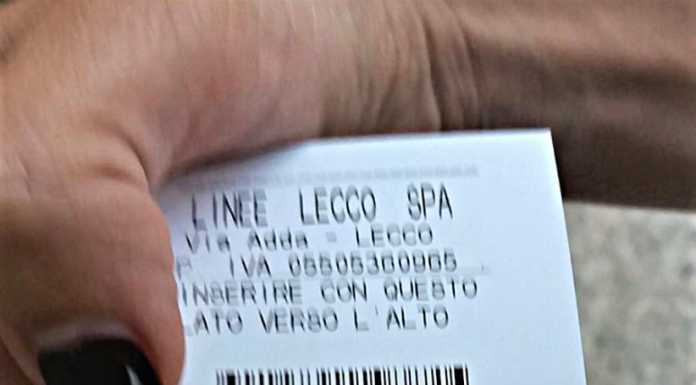 LINEE LECCO SPA
Via Adda - LECCO
P. IVA 05505360965
INSERIRE CON QUESTO
LATO VERSO L'ALTO